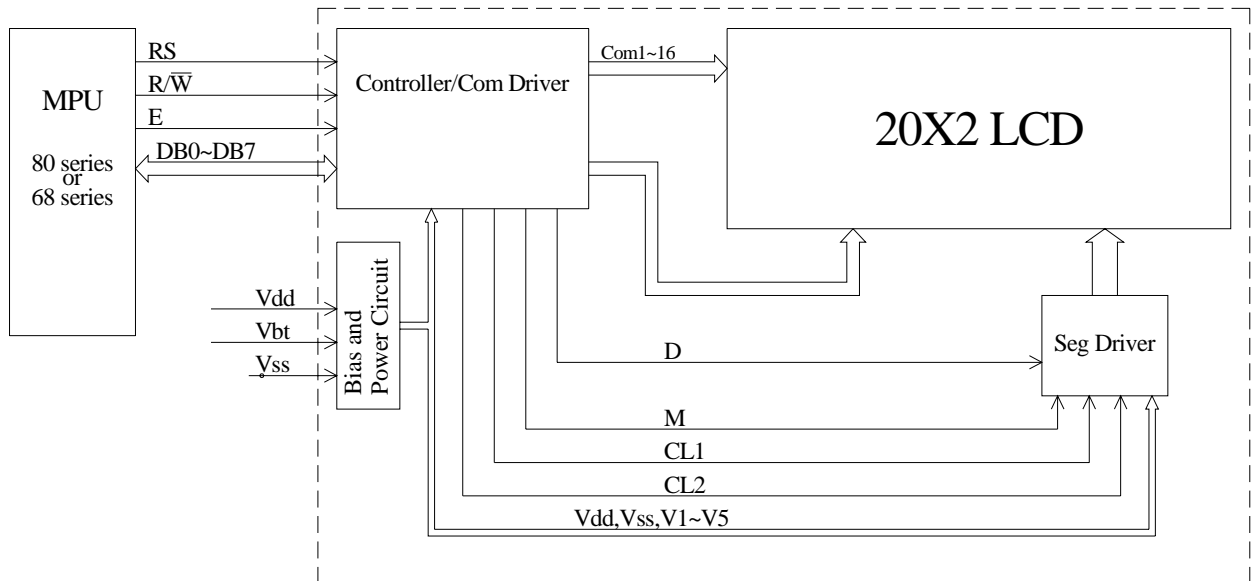 MPU
80 series
or
68 series
RS
R/W̅
E
DB0~DB7
Controller/Com Driver
Com1~16
20X2 LCD
Vdd
Vbt
Vss
Bias and
Power Circuit
Seg Driver
D
M
CL1
CL2
Vdd,Vss,V1~V5